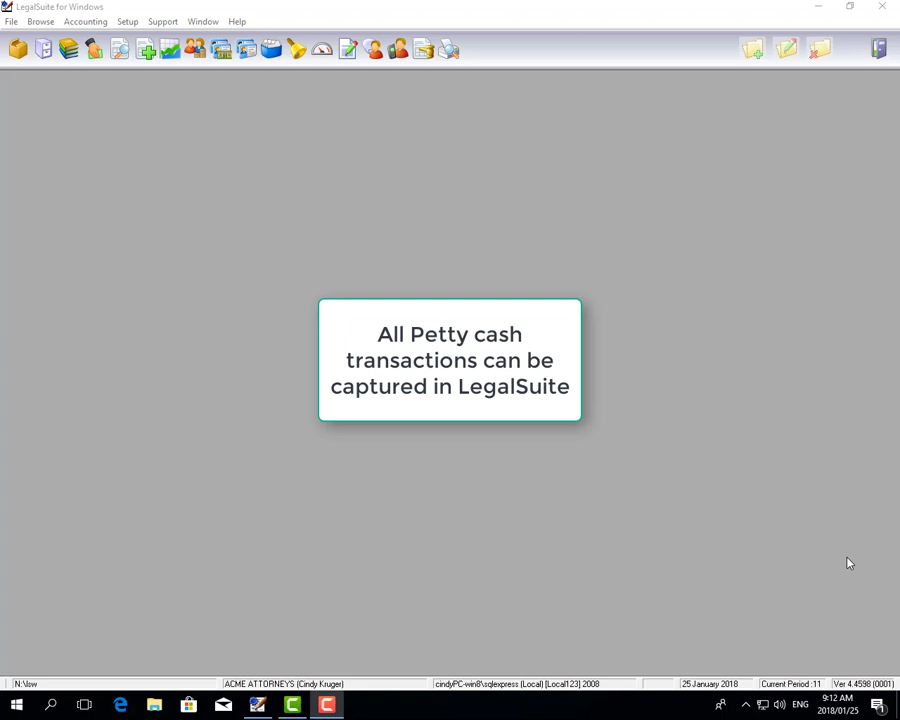 LegalSuite for Windows
File Browse Accounting Setup Support Window Help
All Petty cash
transactions can be
captured in LegalSuite
N:\lsw ACME ATTORNEYS (Cindy Kruger) cindyPC-win8\sqlexpress (Local) [Local123] 2008 25 January 2018 Current Period :11 Ver 4.4598 (0001)
9:12 AM
ENG
2018/01/25
1